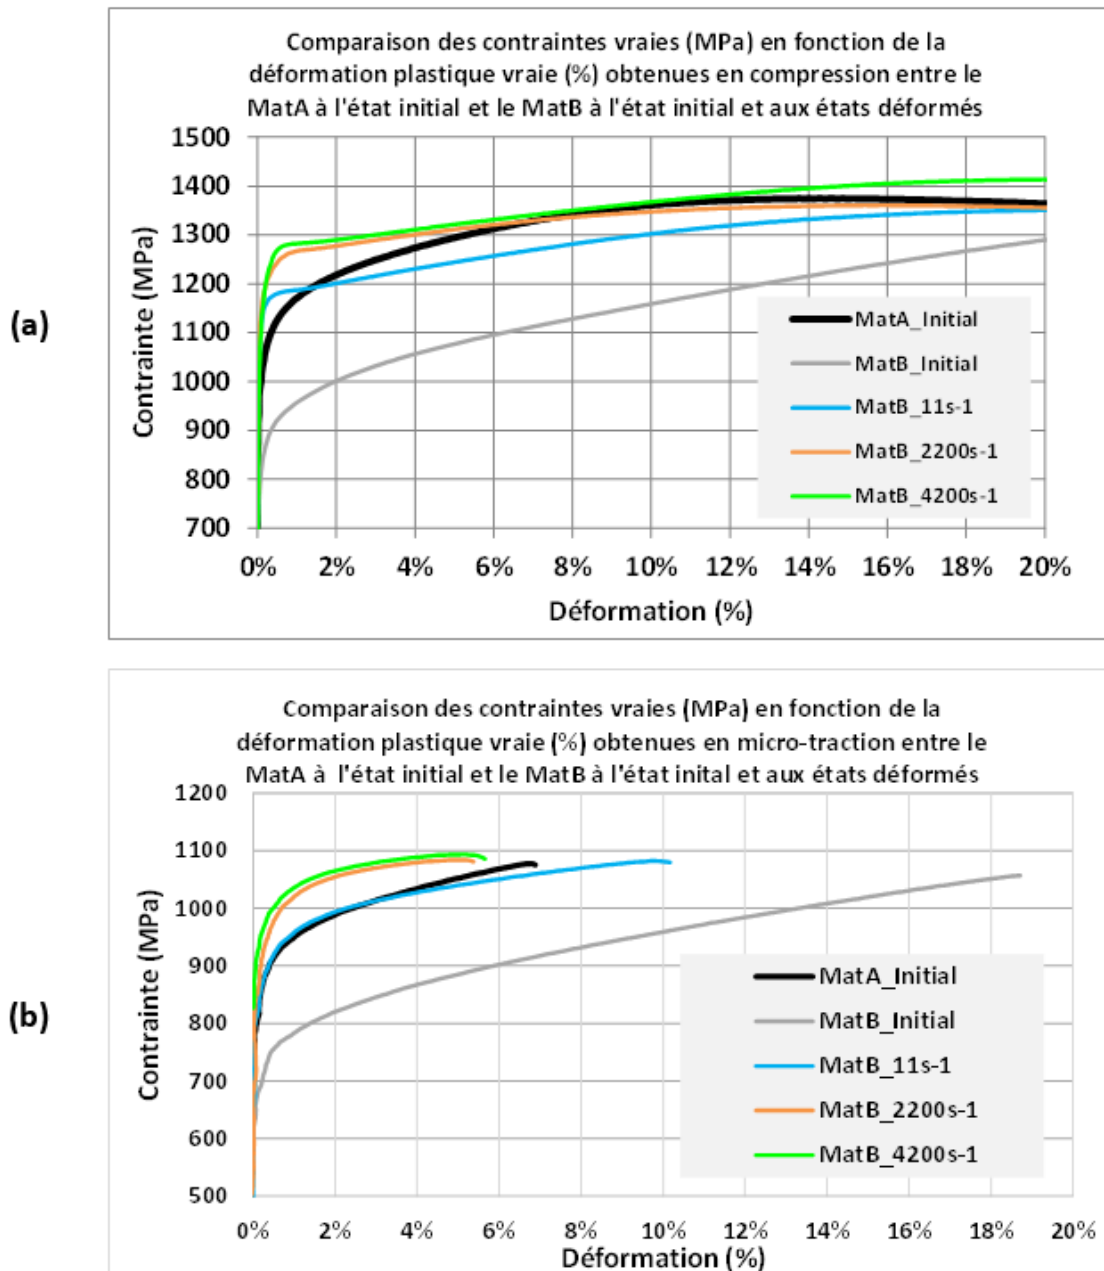 Comparaison des contraintes vraies (MPa) en fonction de la
déformation plastique vraie (%) obtenues en compression entre le
MatA à l'état initial et le MatB à l'état initial et aux états déformés
(a)
Contrainte (MPa)
1500
1400
1300
1200
1100
1000
900
800
700
MatA_Initial
MatB_Initial
MatB_11s-1
MatB_2200s-1
MatB_4200s-1
0% 2% 4% 6% 8% 10% 12% 14% 16% 18% 20%
Déformation (%)
Comparaison des contraintes vraies (MPa) en fonction de la
déformation plastique vraie (%) obtenues en micro-traction entre le
MatA à l'état initial et le MatB à l'état inital et aux états déformés
(b)
Contrainte (MPa)
1200
1100
1000
900
800
700
600
500
MatA_Initial
MatB_Initial
MatB_11s-1
MatB_2200s-1
MatB_4200s-1
0% 2% 4% 6% 8% 10% 12% 14% 16% 18% 20%
Déformation (%)